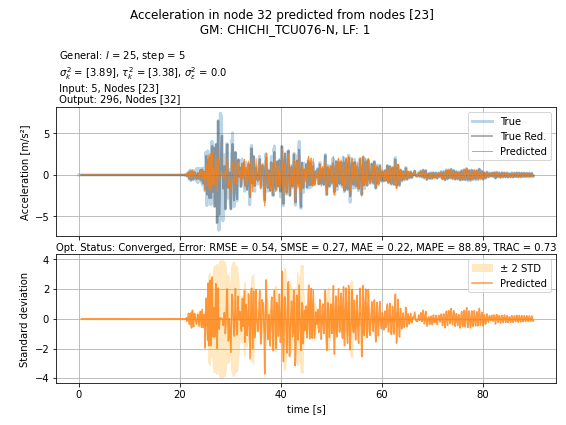 Acceleration in node 32 predicted from nodes [23]
GM: CHICHI_TCU076-N, LF: 1
General: l = 25, step = 5
σ²ₖ = [3.89], τ²ₖ = [3.38], σ²ε = 0.0
Input: 5, Nodes [23]
Output: 296, Nodes [32]
True
True Red.
Predicted
Acceleration [m/s²]
5
0
−5
Opt. Status: Converged, Error: RMSE = 0.54, SMSE = 0.27, MAE = 0.22, MAPE = 88.89, TRAC = 0.73
± 2 STD
Predicted
Standard deviation
4
2
0
−2
−4
0 20 40 60 80
time [s]